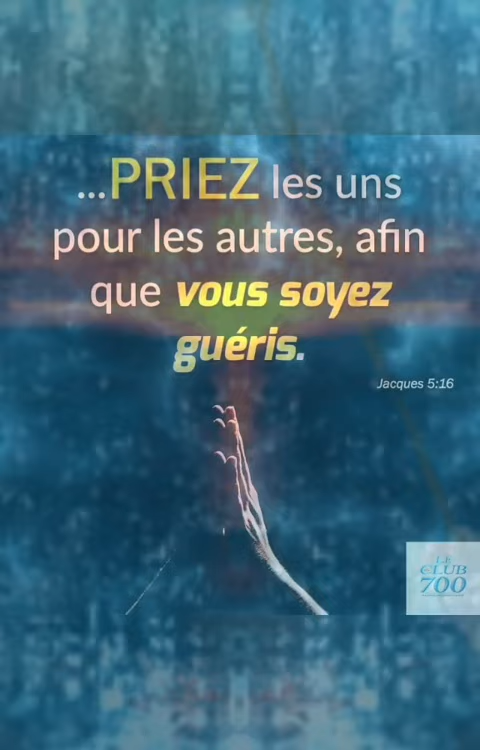 ...PRIEZ les uns
pour les autres, afin
que vous soyez
guéris.
Jacques 5:16
LE
CLUB
700